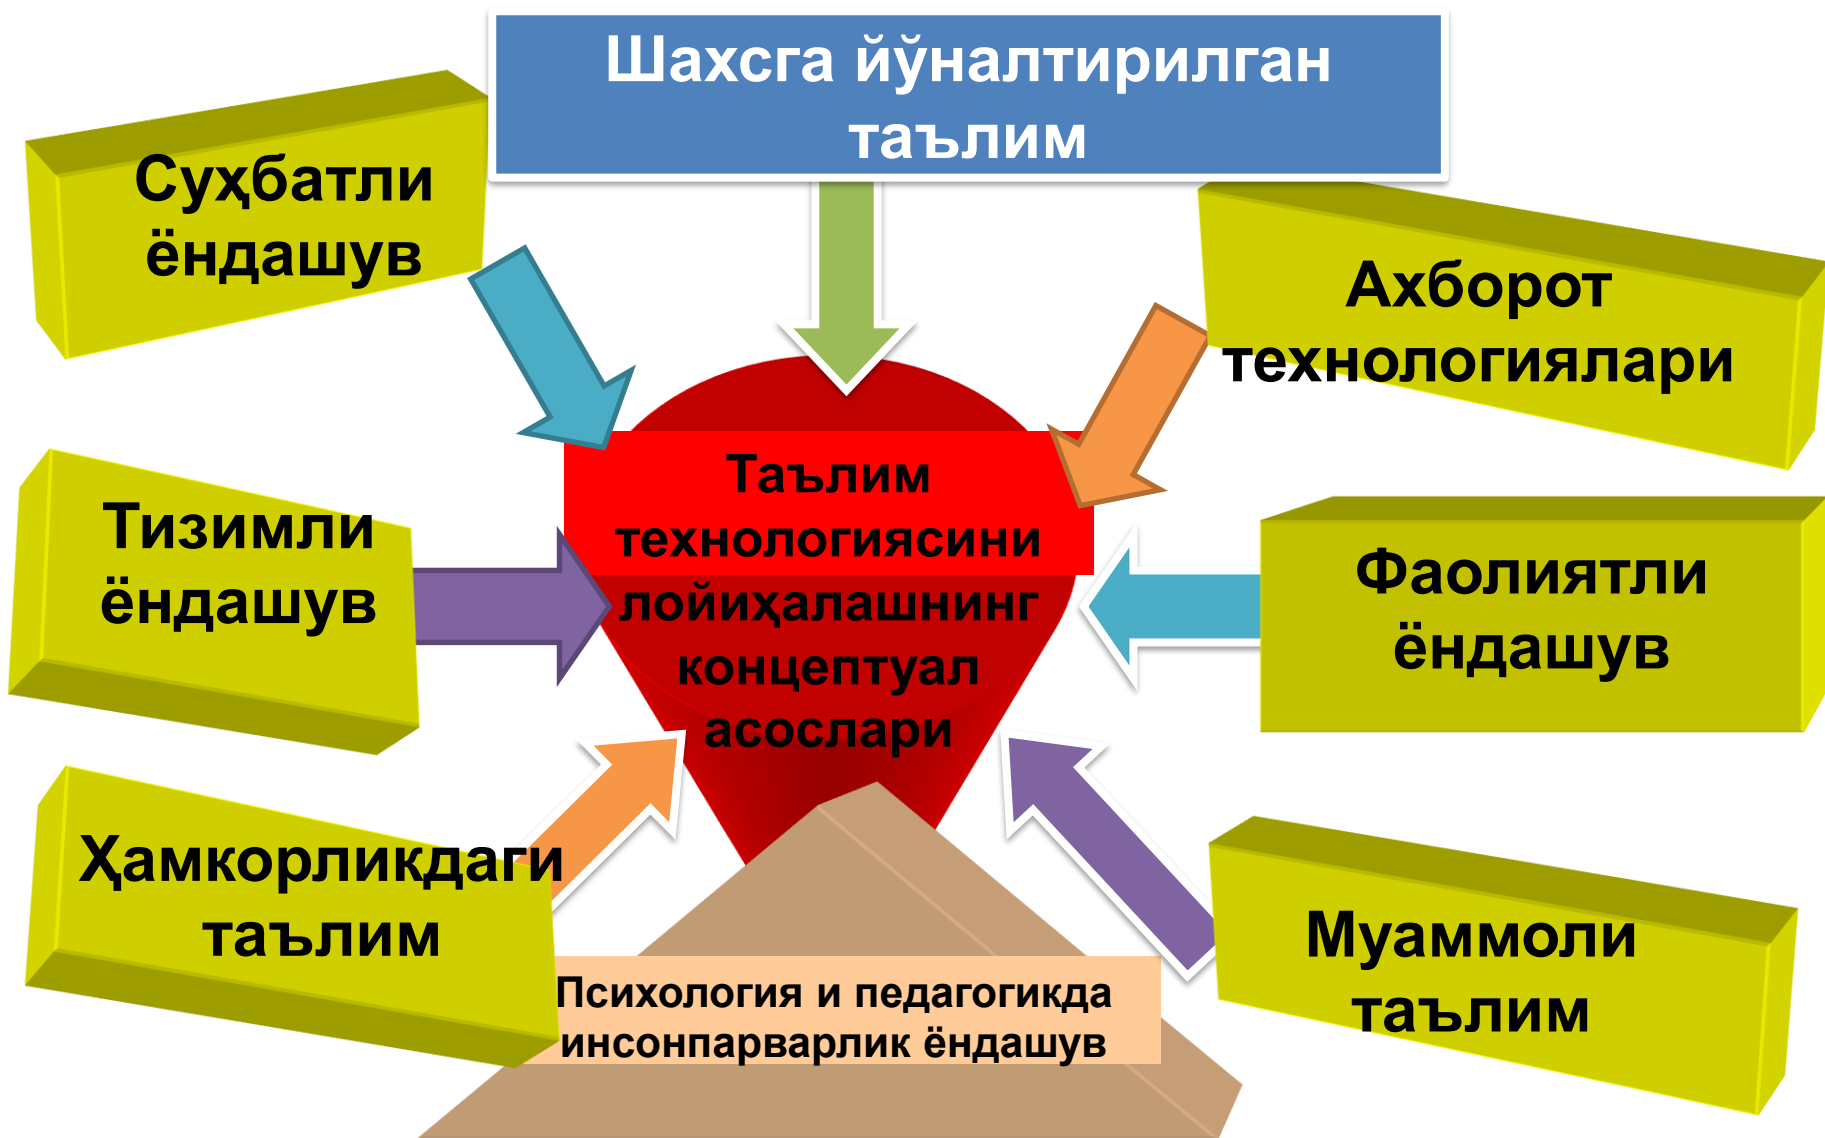 Шахсга йўналтирилган
таълим
Суҳбатли
ёндашув
Ахборот
технологиялари
Таълим
технологиясини
лойиҳалашнинг
концептуал
асослари
Тизимли
ёндашув
Фаолиятли
ёндашув
Ҳамкорликдаги
таълим
Муаммоли
таълим
Психология и педагогикда
инсонпарварлик ёндашув